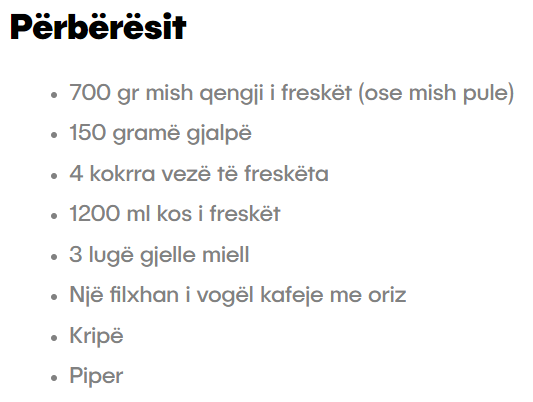 Përbërësit
• 700 gr mish qengji i freskët (ose mish pule)
• 150 gramë gjalpë
• 4 kokrra vezë të freskëta
• 1200 ml kos i freskët
• 3 lugë gjelle miell
• Një filxhan i vogël kafeje me oriz
• Kripë
• Piper